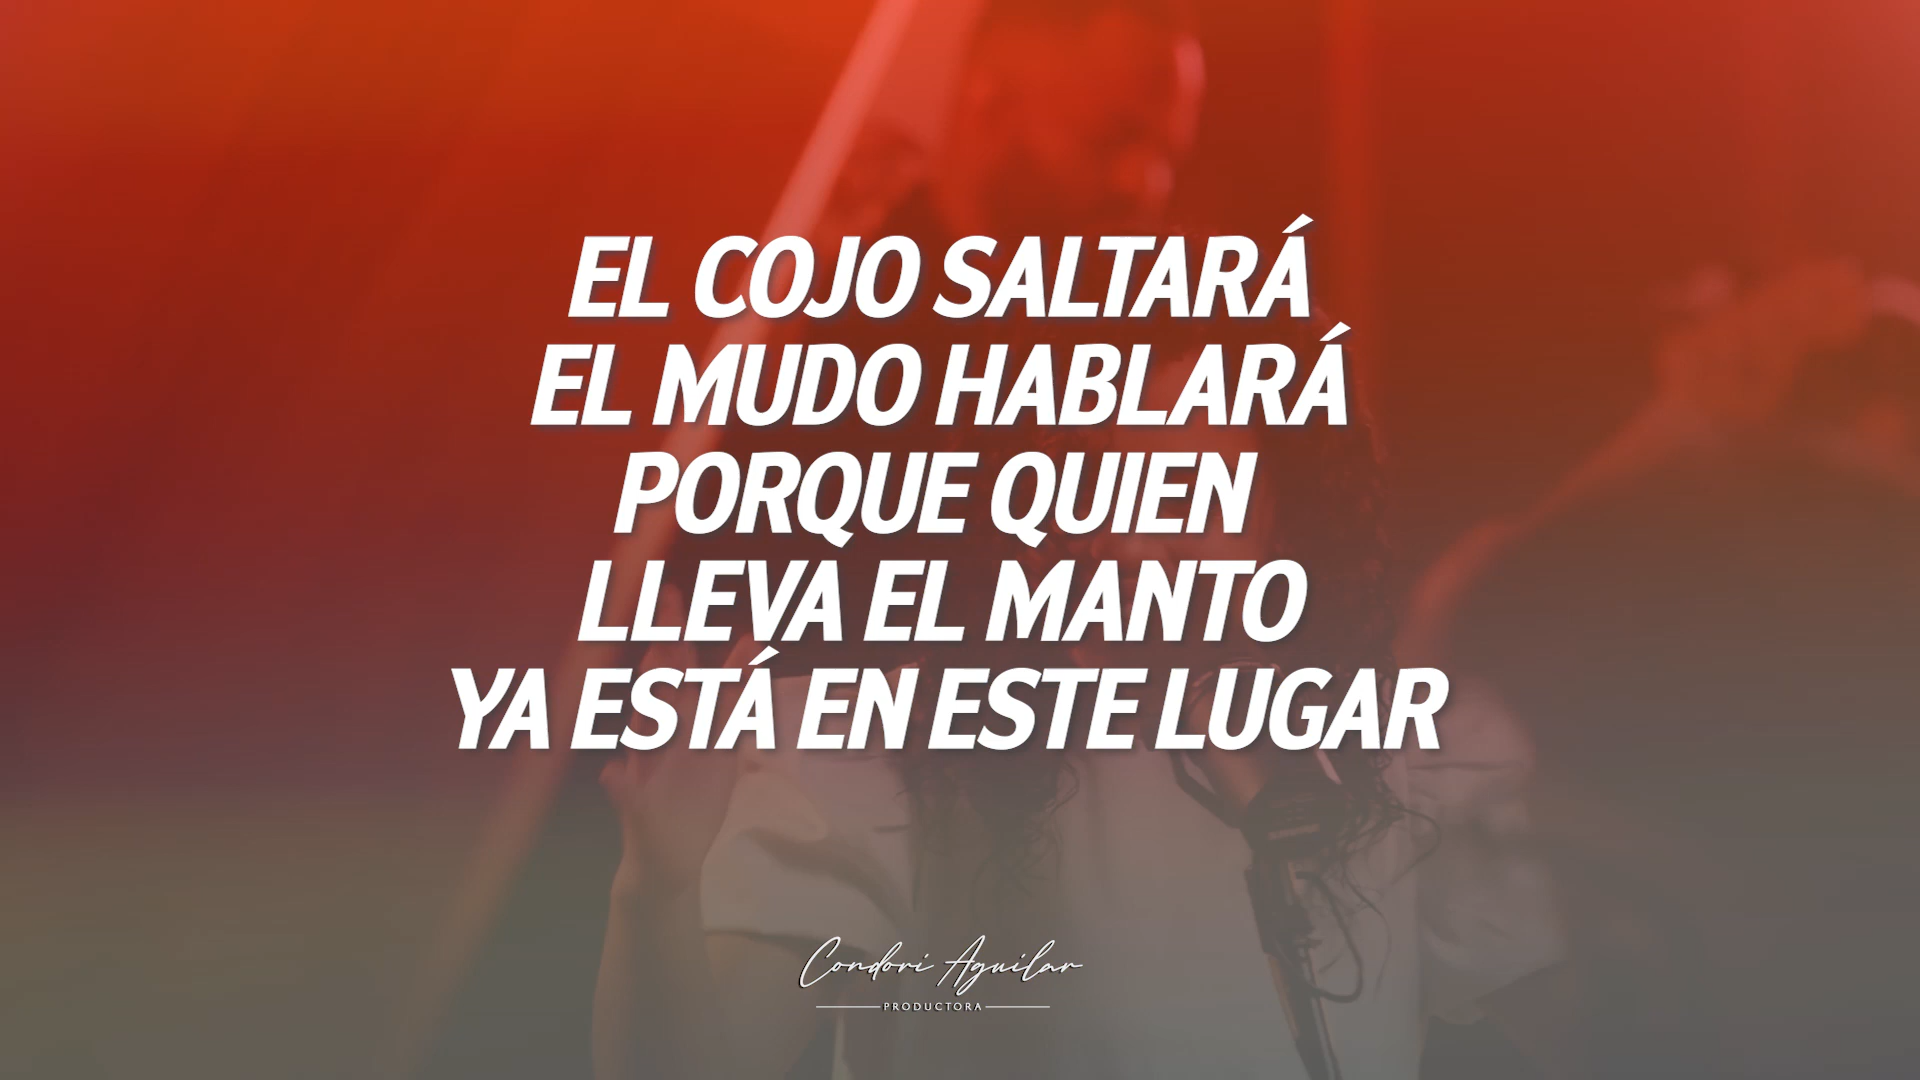 EL COJO SALTARÁ
EL MUDO HABLARÁ
PORQUE QUIEN
LLEVA EL MANTO
YA ESTÁ EN ESTE LUGAR
Condori Aguilar
PRODUCTORA